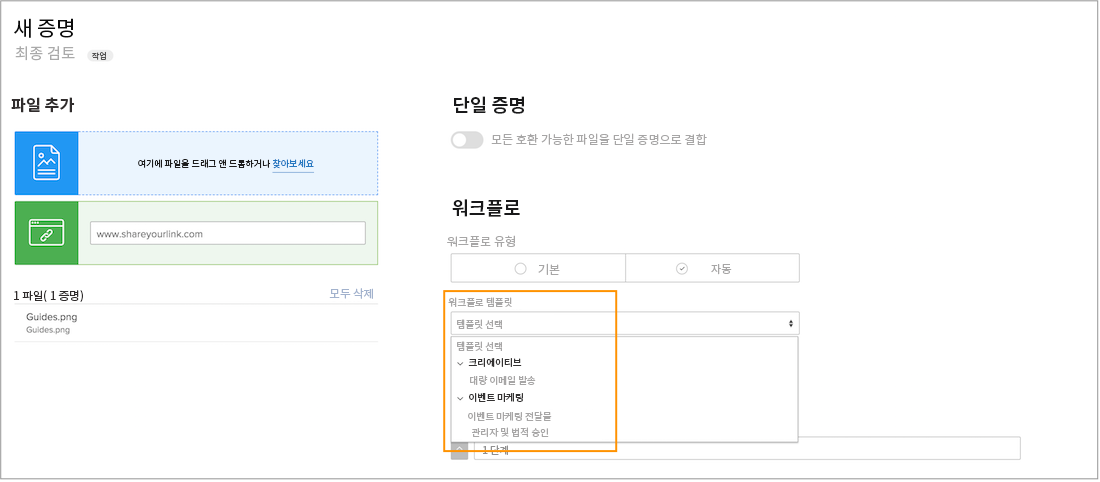 새 증명
최종 검토 작업
파일 추가
여기에 파일을 드래그 앤 드롭하거나 찾아보세요
www.shareyourlink.com
1 파일( 1 증명) 모두 삭제
Guides.png
Guides.png
단일 증명
모든 호환 가능한 파일을 단일 증명으로 결합
워크플로
워크플로 유형
기본 자동
워크플로 템플릿
템플릿 선택
템플릿 선택
크리에이티브
대량 이메일 발송
이벤트 마케팅
이벤트 마케팅 전달물
관리자 및 법적 승인
1 단계